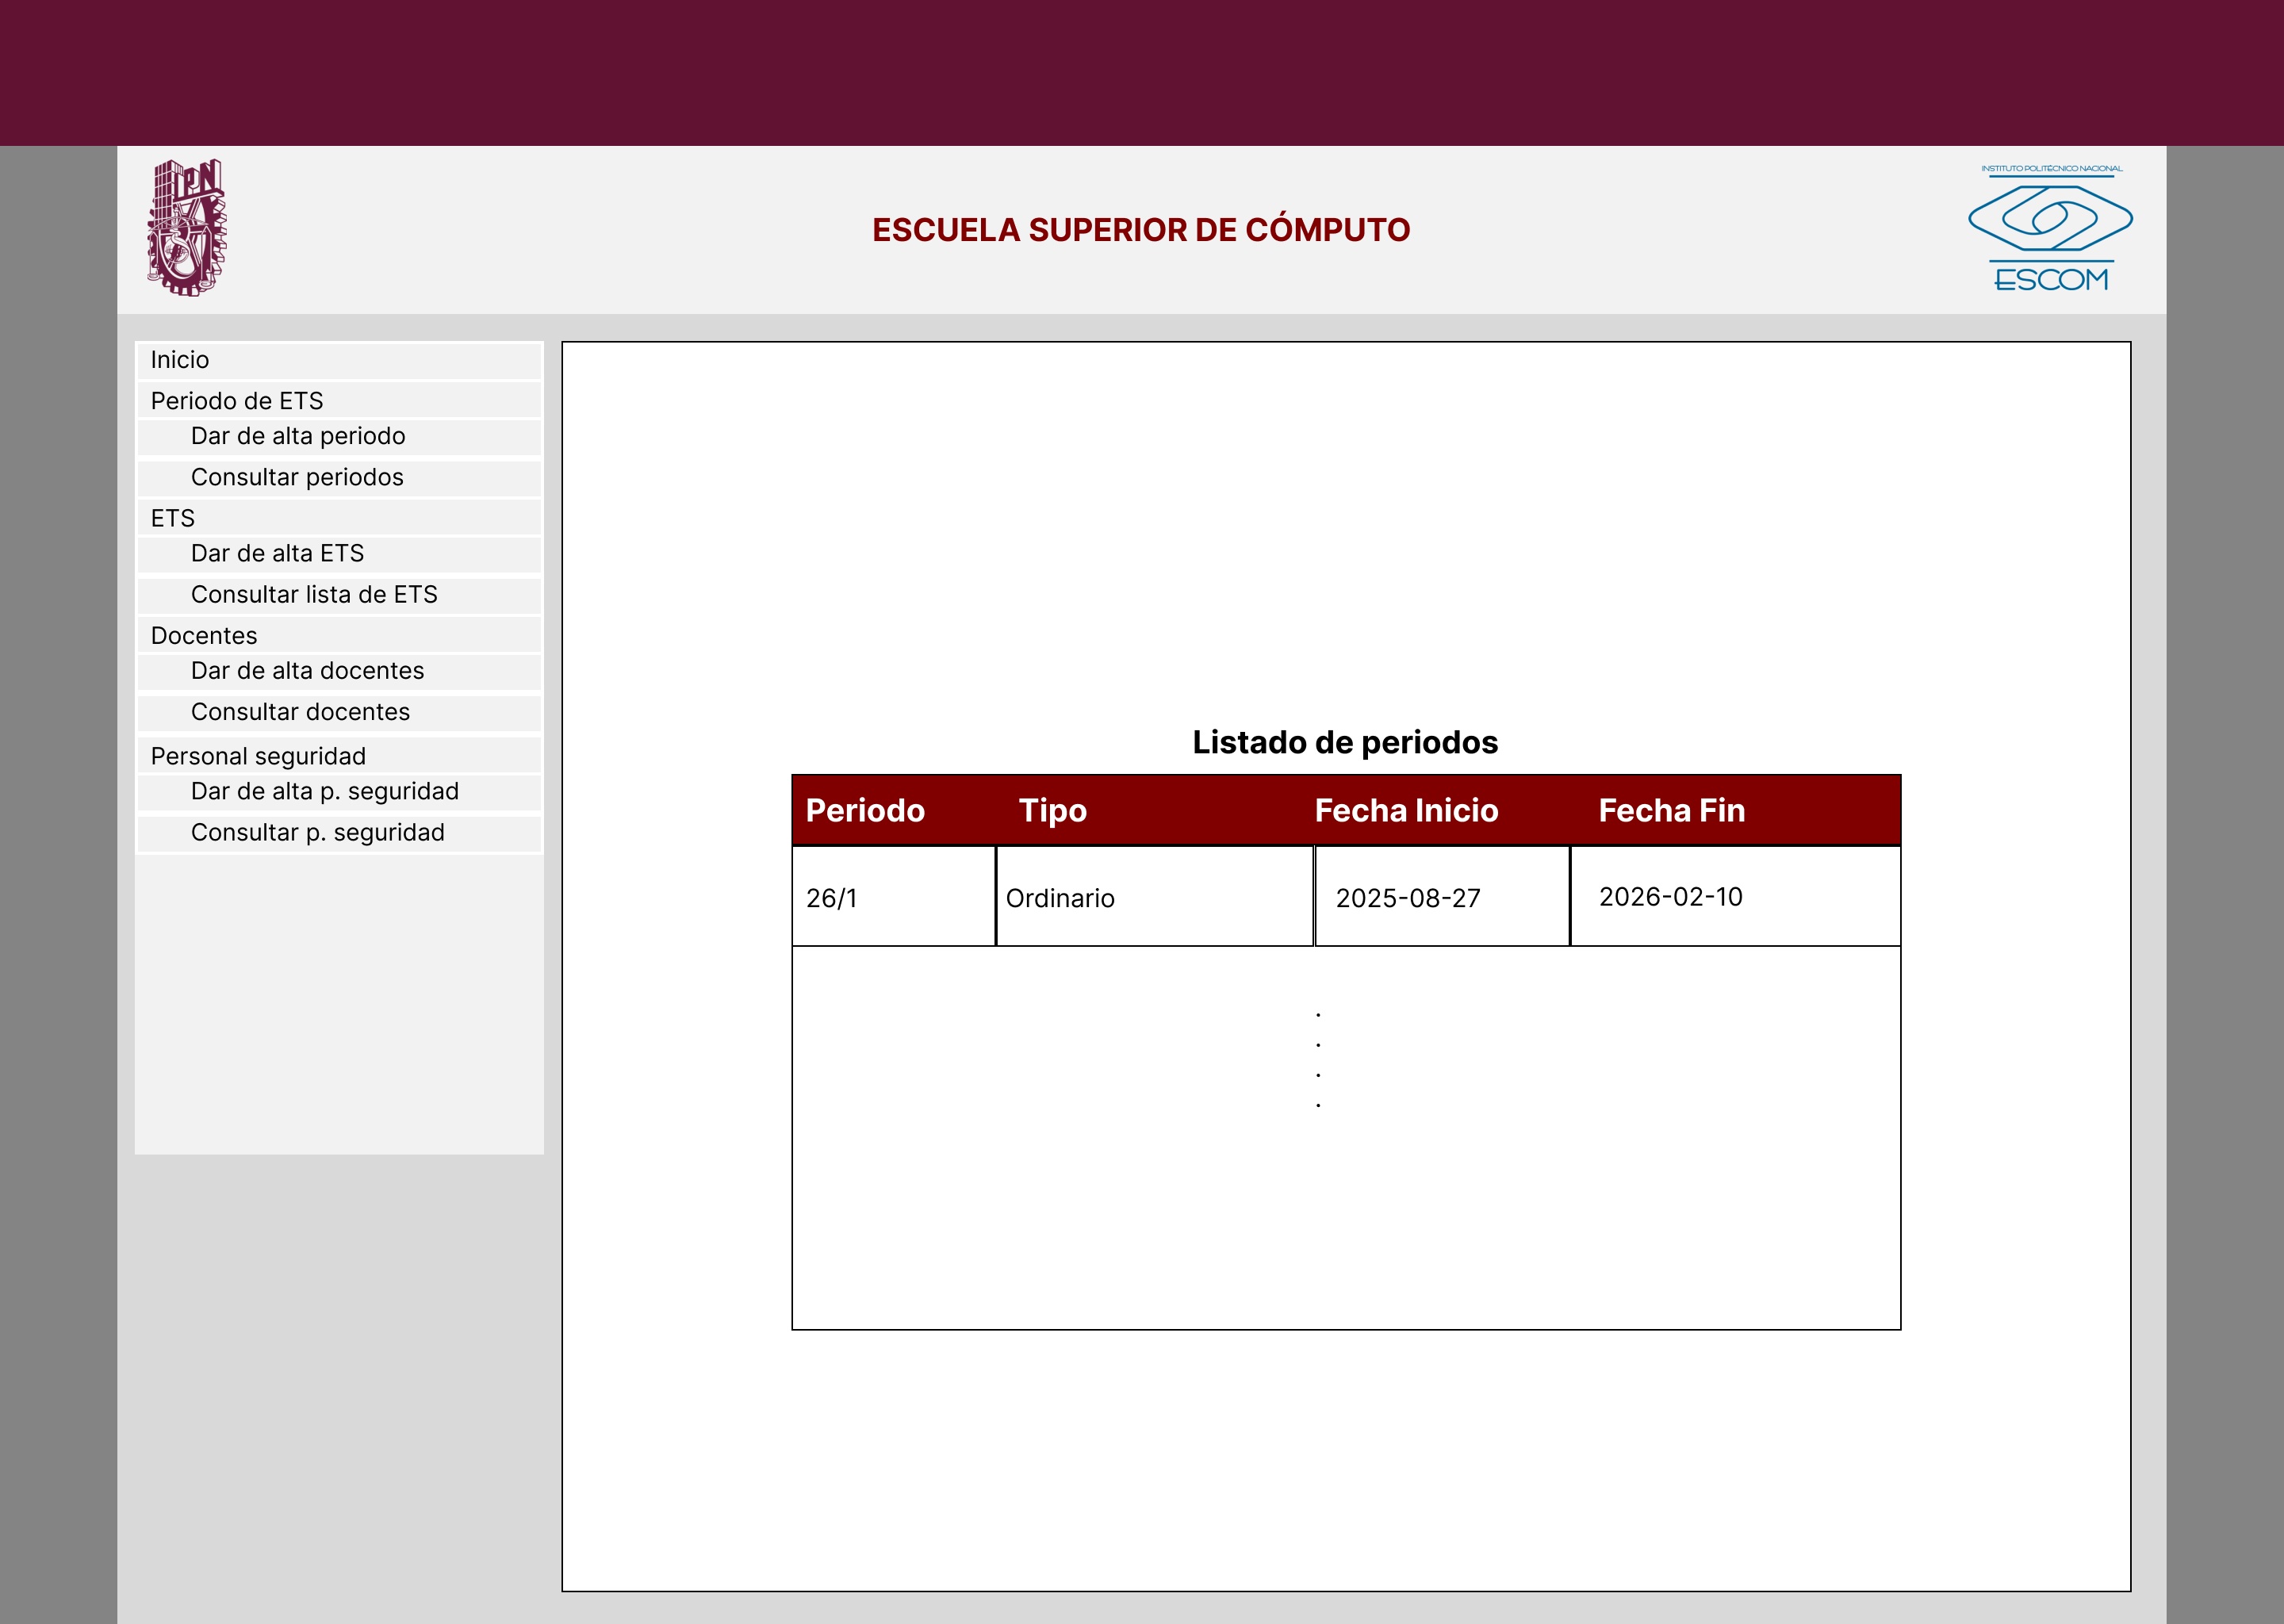 IPN
ESCUELA SUPERIOR DE CÓMPUTO
INSTITUTO POLITÉCNICO NACIONAL
ESCOM
Inicio
Periodo de ETS
Dar de alta periodo
Consultar periodos
ETS
Dar de alta ETS
Consultar lista de ETS
Docentes
Dar de alta docentes
Consultar docentes
Personal seguridad
Dar de alta p. seguridad
Consultar p. seguridad
Listado de periodos
Periodo Tipo Fecha Inicio Fecha Fin
26/1 Ordinario 2025-08-27 2026-02-10
.
.
.
.